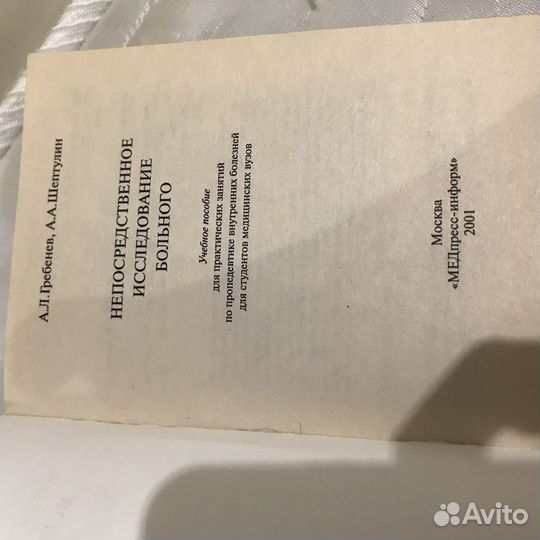 А.Л.Гребенев, А.А.Шептулин
НЕПОСРЕДСТВЕННОЕ
ИССЛЕДОВАНИЕ
БОЛЬНОГО
Учебное пособие
для практических занятий
по пропедевтике внутренних болезней
для студентов медицинских вузов
Москва
«МЕДпресс-информ»
2001
Avito